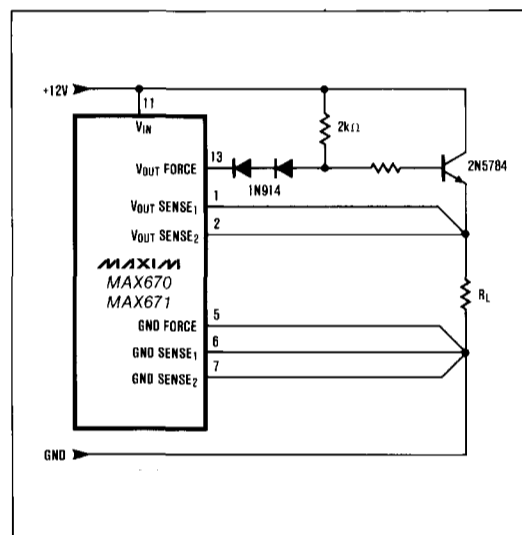 +12V
11
VIN
2kΩ
13
VOUT FORCE
1N914
2N5784
1
VOUT SENSE1
2
VOUT SENSE2
MAXIM
MAX670
MAX671
RL
5
GND FORCE
6
GND SENSE1
7
GND SENSE2
GND